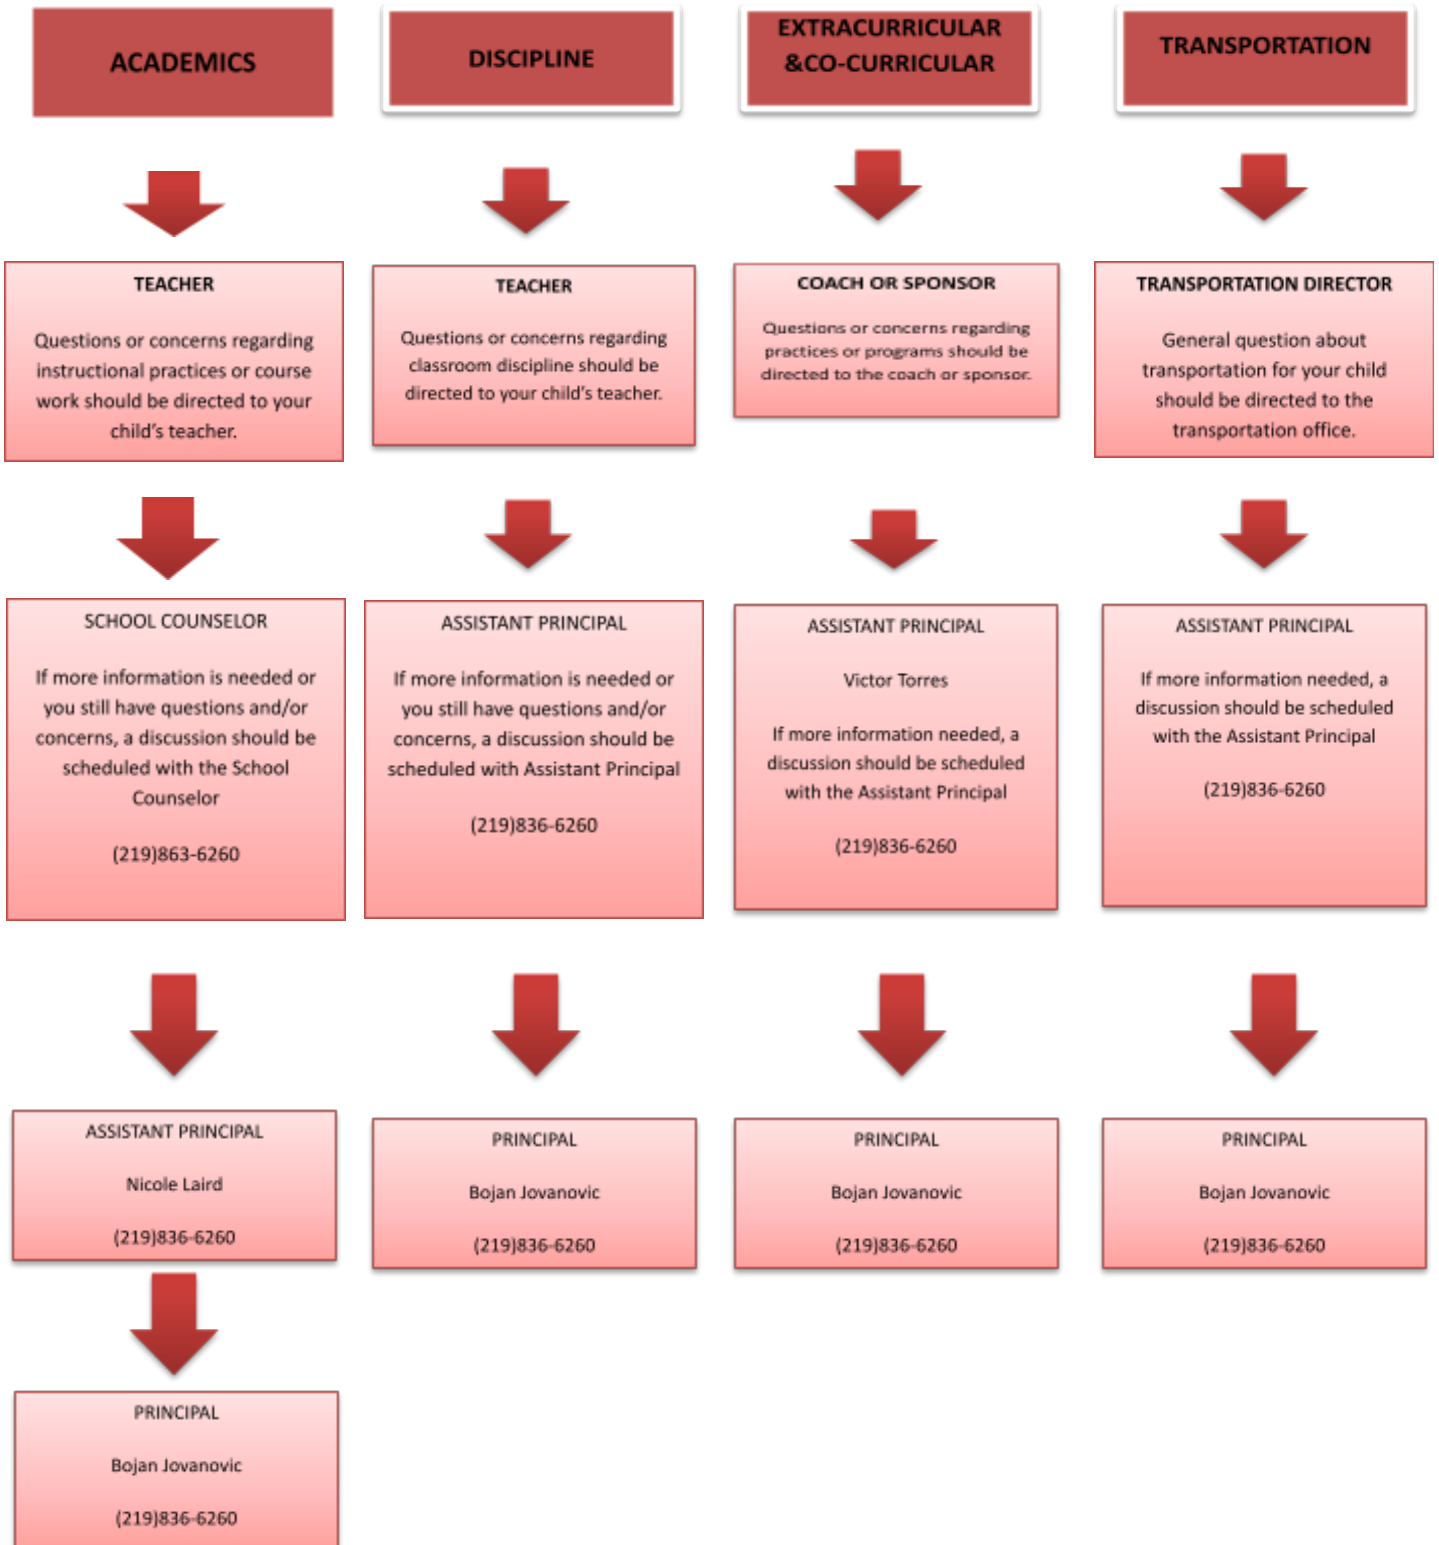 ACADEMICS
DISCIPLINE
EXTRACURRICULAR
&CO-CURRICULAR
TRANSPORTATION
TEACHER
Questions or concerns regarding
instructional practices or course
work should be directed to your
child's teacher.
TEACHER
Questions or concerns regarding
classroom discipline should be
directed to your child's teacher.
COACH OR SPONSOR
Questions or concerns regarding
practices or programs should be
directed to the coach or sponsor.
TRANSPORTATION DIRECTOR
General question about
transportation for your child
should be directed to the
transportation office.
SCHOOL COUNSELOR
If more information is needed or
you still have questions and/or
concerns, a discussion should be
scheduled with the School
Counselor
(219)863-6260
ASSISTANT PRINCIPAL
If more information is needed or
you still have questions and/or
concerns, a discussion should be
scheduled with Assistant Principal
(219)836-6260
ASSISTANT PRINCIPAL
Victor Torres
If more information needed, a
discussion should be scheduled
with the Assistant Principal
(219)836-6260
ASSISTANT PRINCIPAL
If more information needed, a
discussion should be scheduled
with the Assistant Principal
(219)836-6260
ASSISTANT PRINCIPAL
Nicole Laird
(219)836-6260
PRINCIPAL
Bojan Jovanovic
(219)836-6260
PRINCIPAL
Bojan Jovanovic
(219)836-6260
PRINCIPAL
Bojan Jovanovic
(219)836-6260
PRINCIPAL
Bojan Jovanovic
(219)836-6260